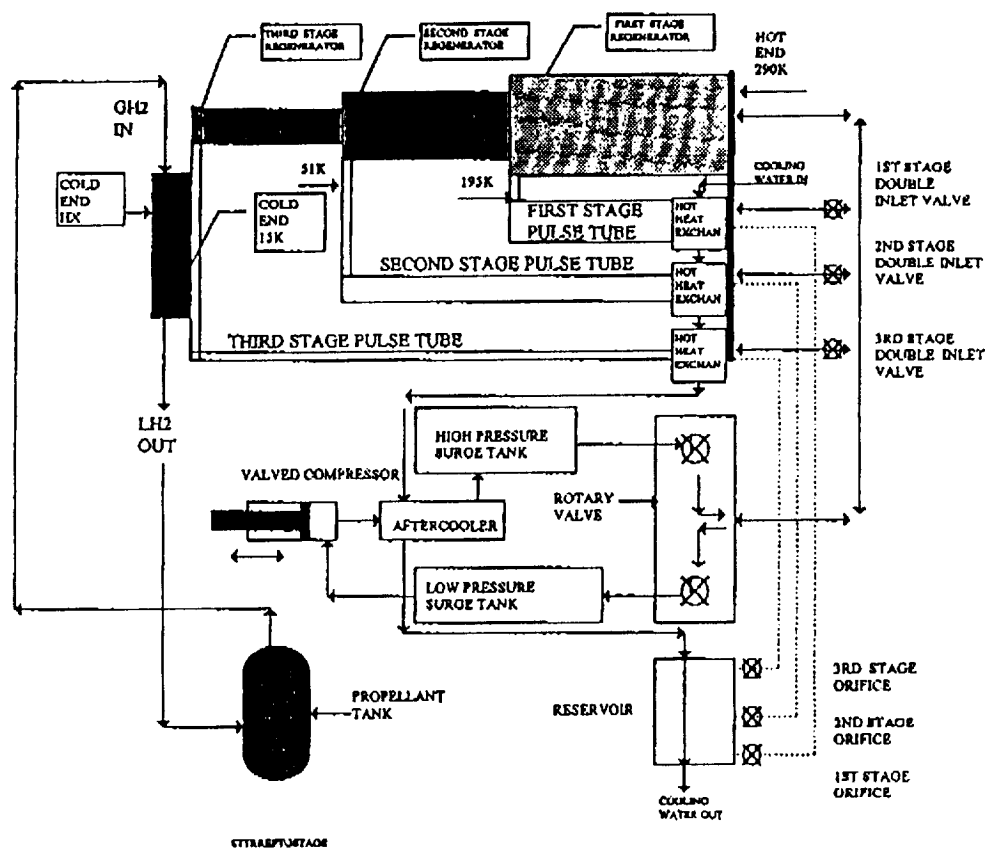 THIRD STAGE
REGENERATOR
SECOND STAGE
REGENERATOR
FIRST STAGE
REGENERATOR
HOT
END
290K
GH2
IN
COLD
END
HX
51K
COLD
END
15K
195K
COOLING
WATER IN
FIRST STAGE
PULSE TUBE
HOT
HEAT
EXCHAN
1ST STAGE
DOUBLE
INLET VALVE
SECOND STAGE PULSE TUBE
HOT
HEAT
EXCHAN
2ND STAGE
DOUBLE INLET
VALVE
THIRD STAGE PULSE TUBE
HOT
HEAT
EXCHAN
3RD STAGE
DOUBLE INLET
VALVE
LH2
OUT
HIGH PRESSURE
SURGE TANK
VALVED COMPRESSOR
AFTERCOOLER
ROTARY
VALVE
LOW PRESSURE
SURGE TANK
PROPELLANT
TANK
RESERVOIR
3RD STAGE
ORIFICE
2ND STAGE
ORIFICE
1ST STAGE
ORIFICE
COOLING
WATER OUT